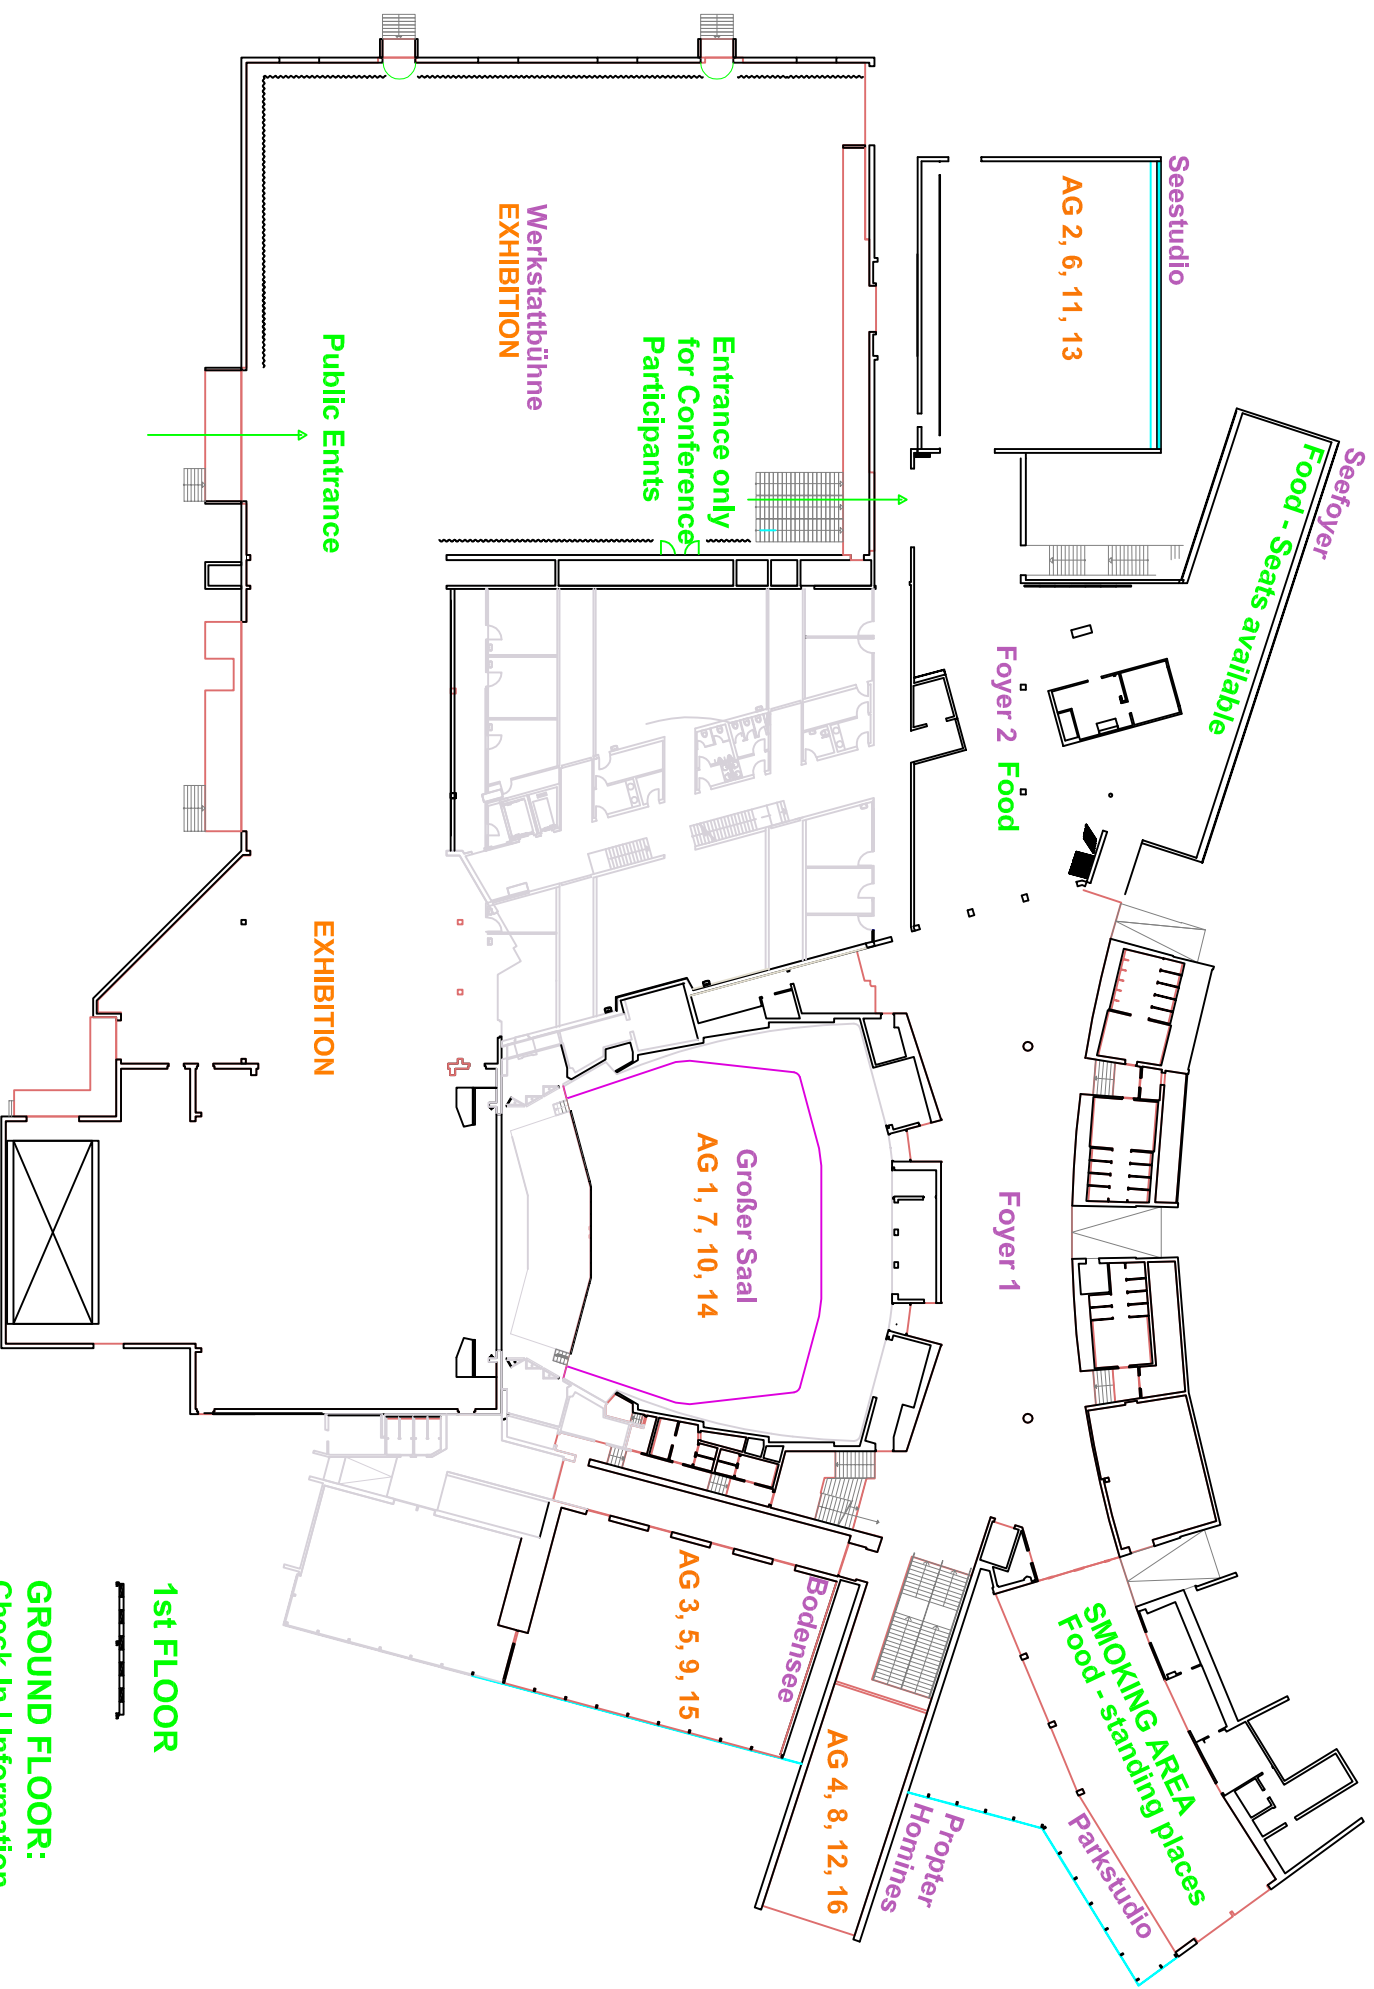 Seestudio
AG 2, 6, 11, 13
Seefoyer
Food - Seats available
Werkstattbühne
EXHIBITION
Entrance only
for Conference
Participants
Public Entrance
Foyer 2 Food
EXHIBITION
Großer Saal
AG 1, 7, 10, 14
Foyer 1
Bodensee
AG 3, 5, 9, 15
AG 4, 8, 12, 16
Propter
Homines
SMOKING AREA
Food - standing places
Parkstudio
1st FLOOR
GROUND FLOOR: